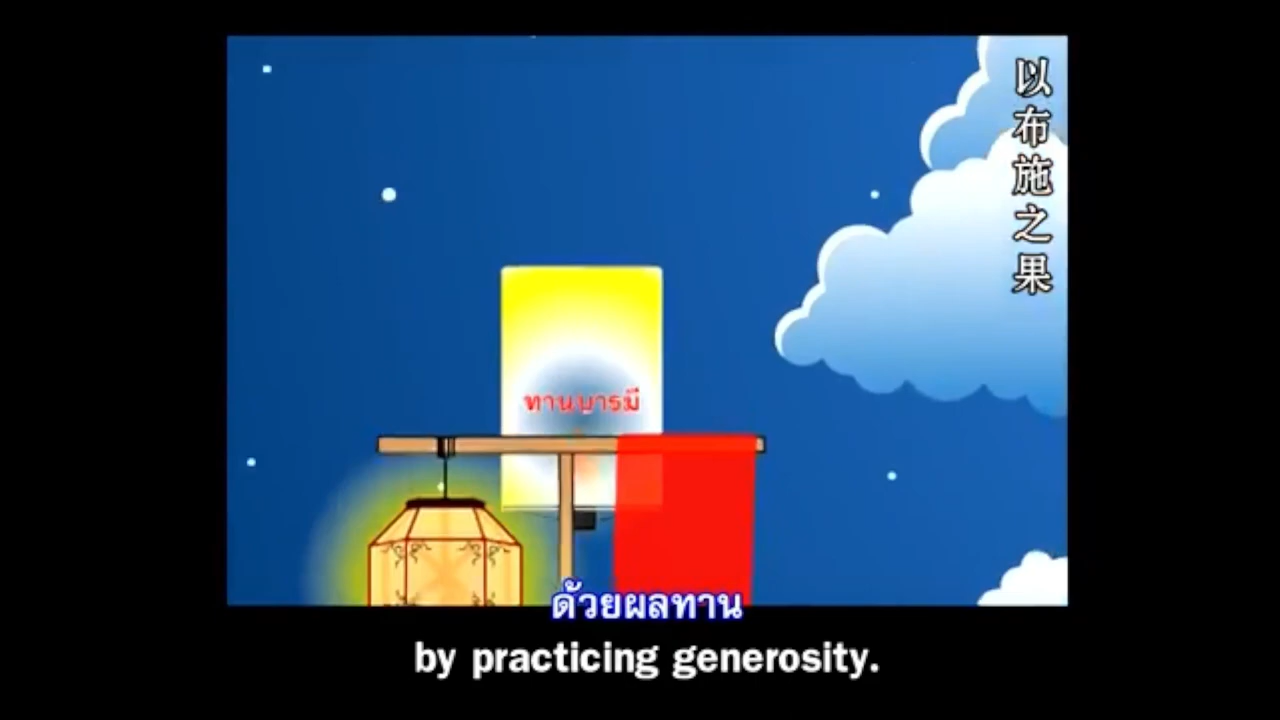 以布施之果
ทานบารมี
ด้วยผลทาน
by practicing generosity.